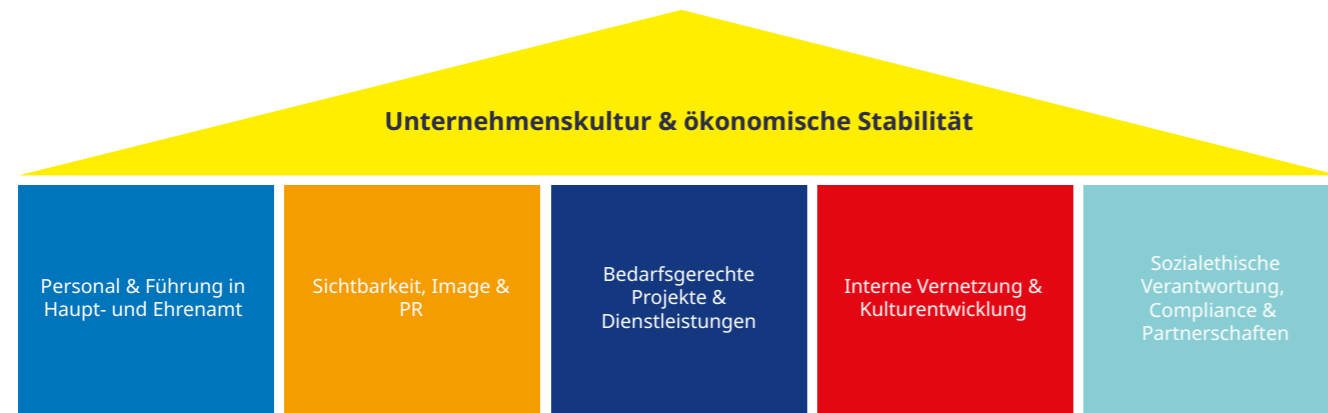 Unternehmenskultur & ökonomische Stabilität
Personal & Führung in
Haupt- und Ehrenamt
Sichtbarkeit, Image &
PR
Bedarfsgerechte
Projekte &
Dienstleistungen
Interne Vernetzung &
Kulturentwicklung
Sozialethische
Verantwortung,
Compliance &
Partnerschaften